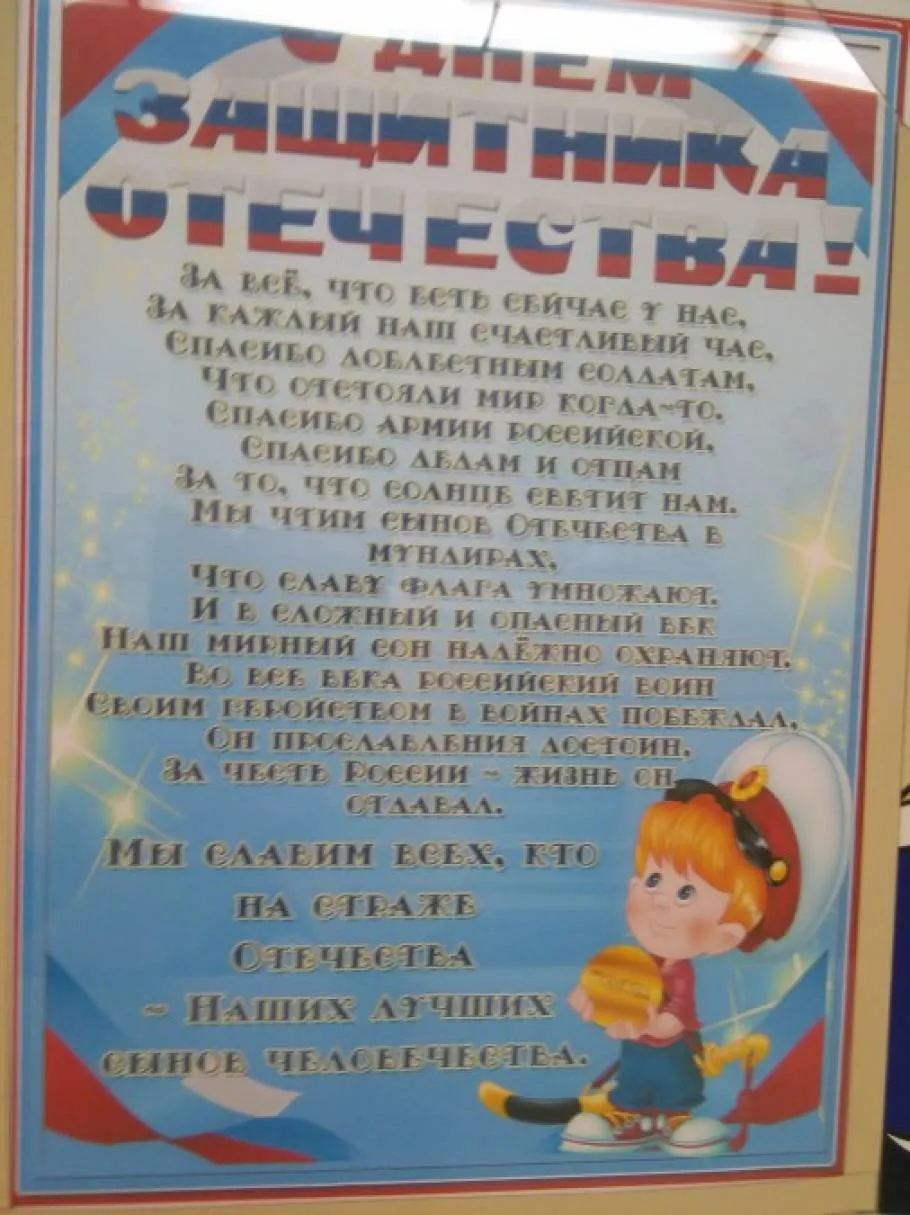 С ДНЕМ
ЗАЩИТНИКА
ОТЕЧЕСТВА!
За всё, что есть сейчас у нас,
За каждый наш счастливый час,
Спасибо доблестным солдатам,
Что отстояли мир когда-то.
Спасибо армии российской,
Спасибо дедам и отцам
За то, что солнце светит нам.
Мы чтим сынов Отечества в
мундирах,
Что славу флага умножают.
И в сложный и опасный век
Наш мирный сон надёжно охраняют.
Во все века российский воин
Своим геройством в войнах побеждал,
Он прославления достоин,
За честь России - жизнь он
отдавал.
Мы славим всех, кто
на страже
Отечества
- Наших лучших
сынов человечества.